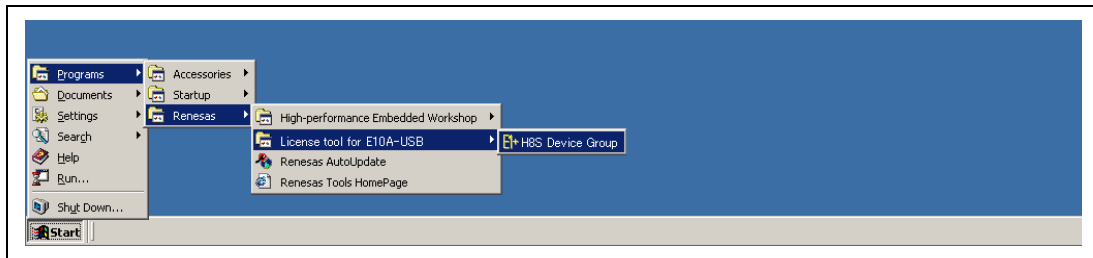 Programs
Documents
Settings
Search
Help
Run...
Shut Down...
Start
Accessories
Startup
Renesas
High-performance Embedded Workshop
License tool for E10A-USB
Renesas AutoUpdate
Renesas Tools HomePage
H8S Device Group